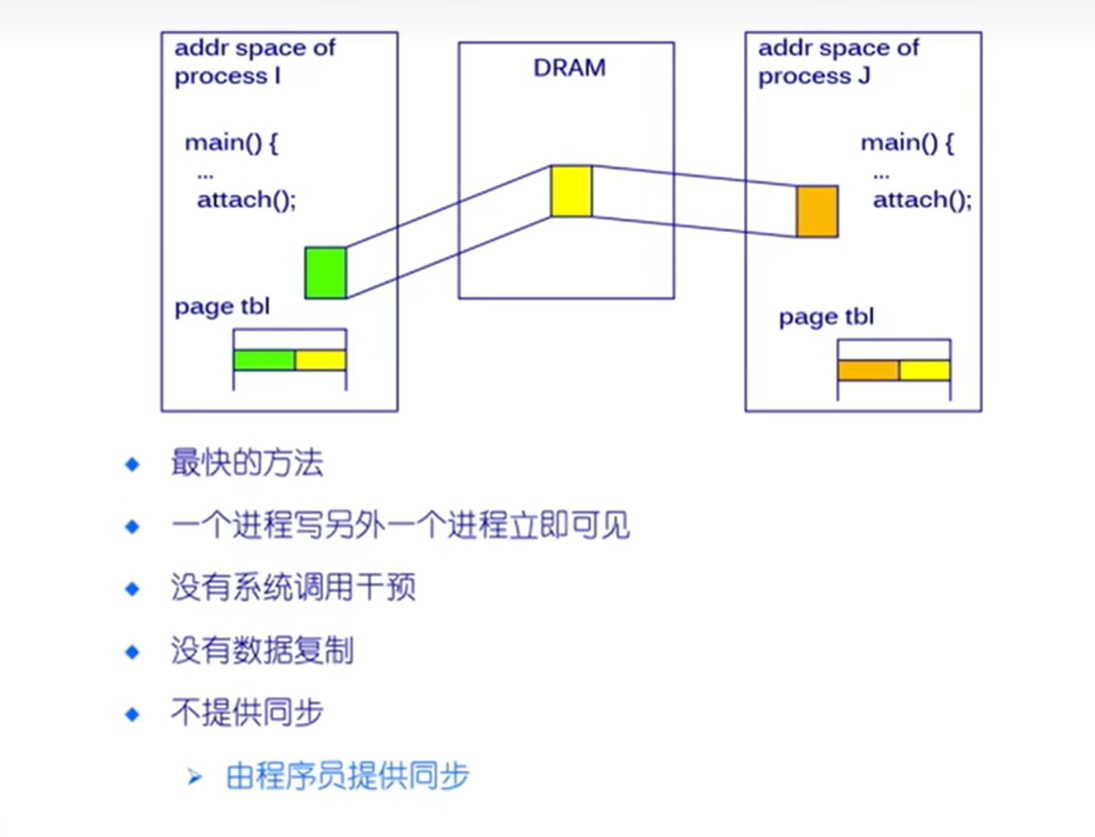 addr space of
process I
main() {
...
attach();
page tbl
DRAM
addr space of
process J
main() {
...
attach();
page tbl
最快的方法
一个进程写另外一个进程立即可见
没有系统调用干预
没有数据复制
不提供同步
由程序员提供同步